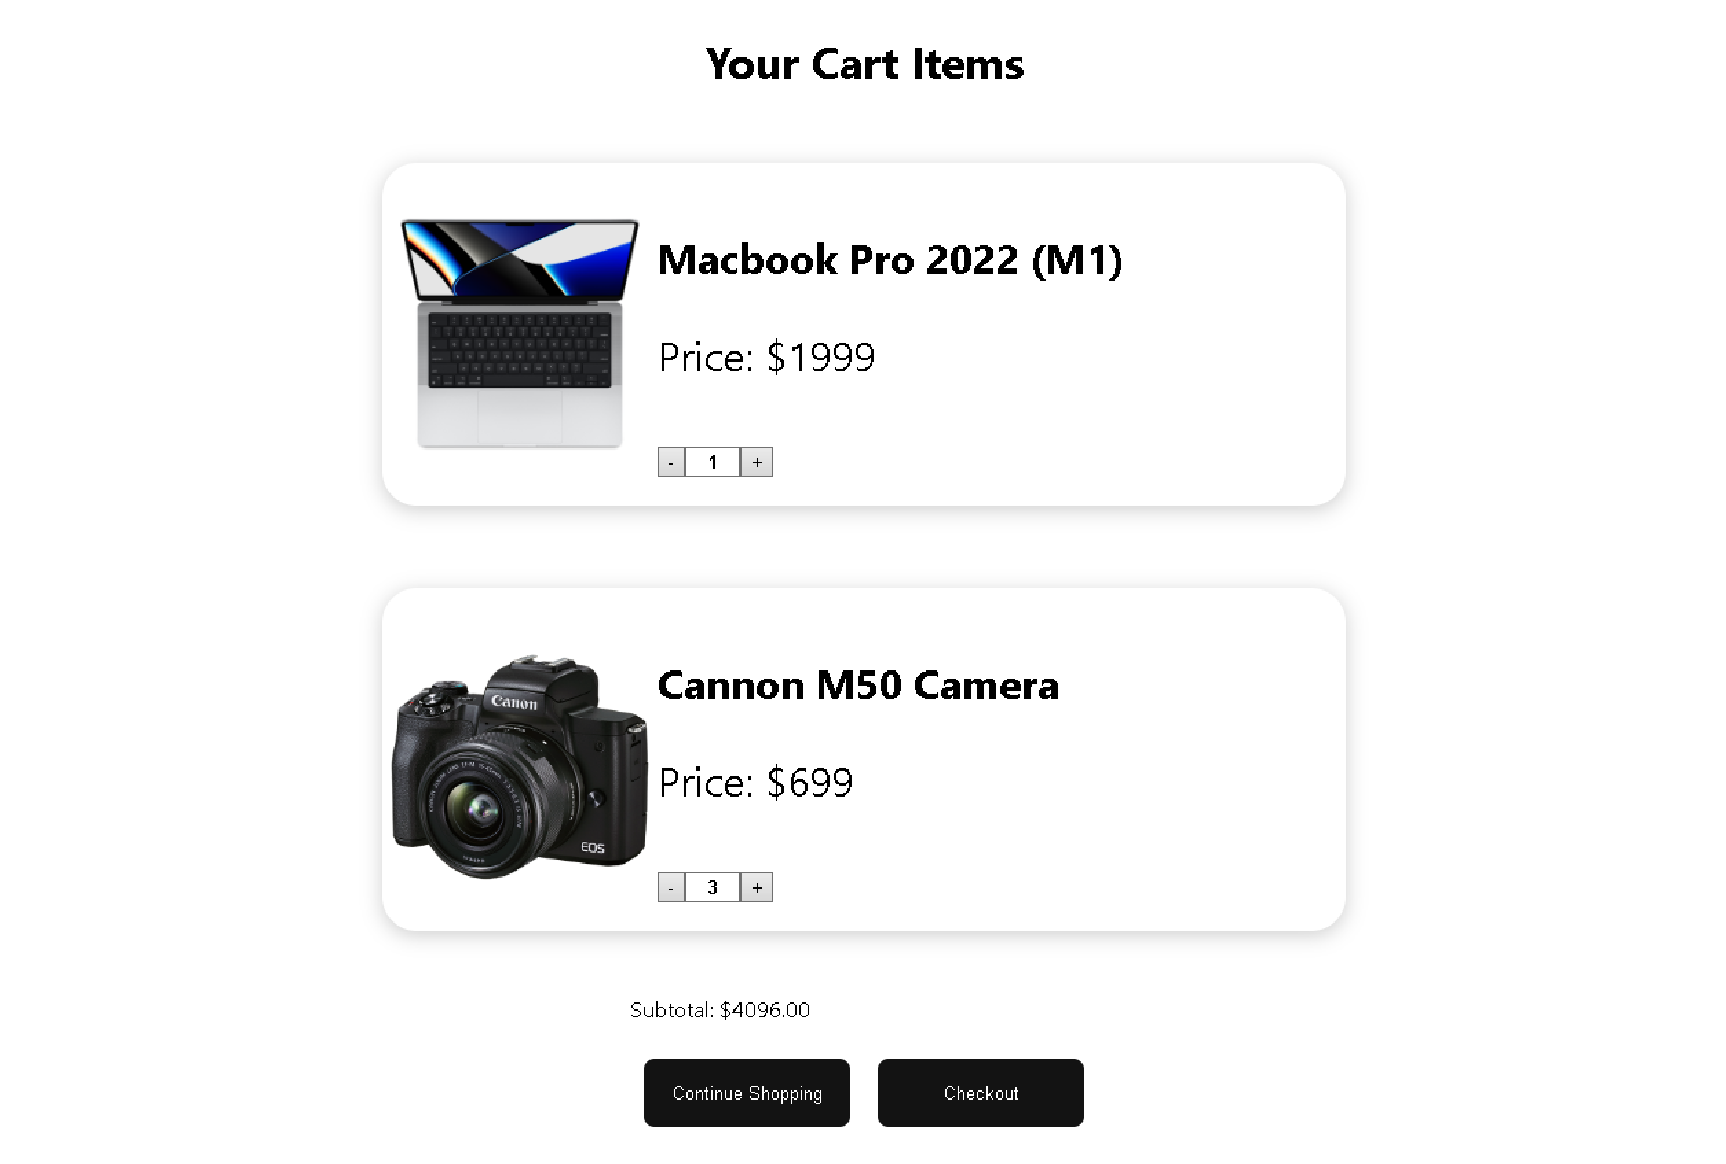 Your Cart Items
Macbook Pro 2022 (M1)
Price: $1999
- 1 +
Canon
EOS
Cannon M50 Camera
Price: $699
- 3 +
Subtotal: $4096.00
Continue Shopping
Checkout